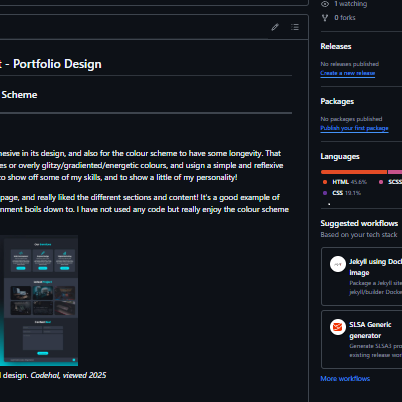 t - Portfolio Design
Scheme
hesive in its design, and also for the colour scheme to have some longevity. That
es or overly glitzy/gradiented/energetic colours, and usign a simple and reflexive
to show off some of my skills, and to show a little of my personality!
page, and really liked the different sections and content! It's a good example of
nment boils down to. I have not used any code but really enjoy the colour scheme
d design. Codehal, viewed 2025
1 watching
0 forks
Releases
No releases published
Create a new release
Packages
No packages published
Publish your first package
Languages
HTML 45.6%
SCSS
CSS 19.1%
Suggested workflows
Based on your tech stack
Jekyll using Doc
image
Package a Jekyll site
jekyll/builder Docke
SLSA Generic
generator
Generate SLSA3 pro
existing release wor
More workflows